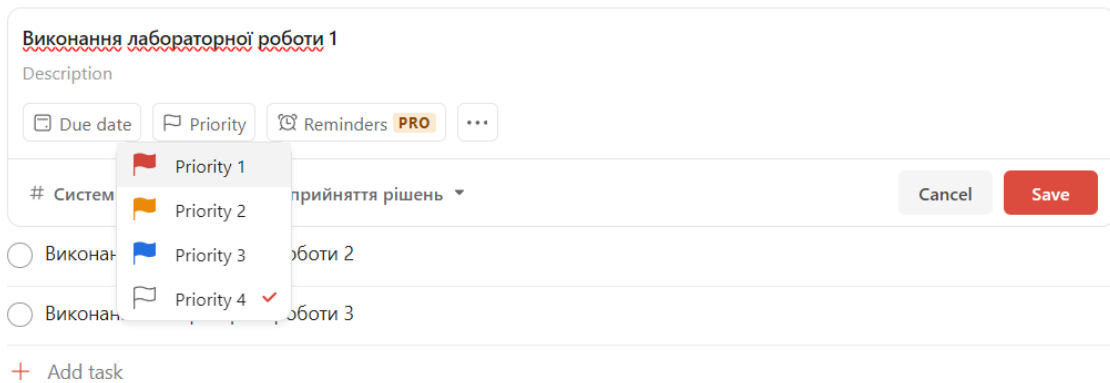 Виконання лабораторної роботи 1
Description
Due date Priority Reminders PRO
Priority 1
# Систем прийняття рішень Cancel Save
Priority 2
Виконан оботи 2
Priority 3
Priority 4
Виконан роботи 3
+ Add task